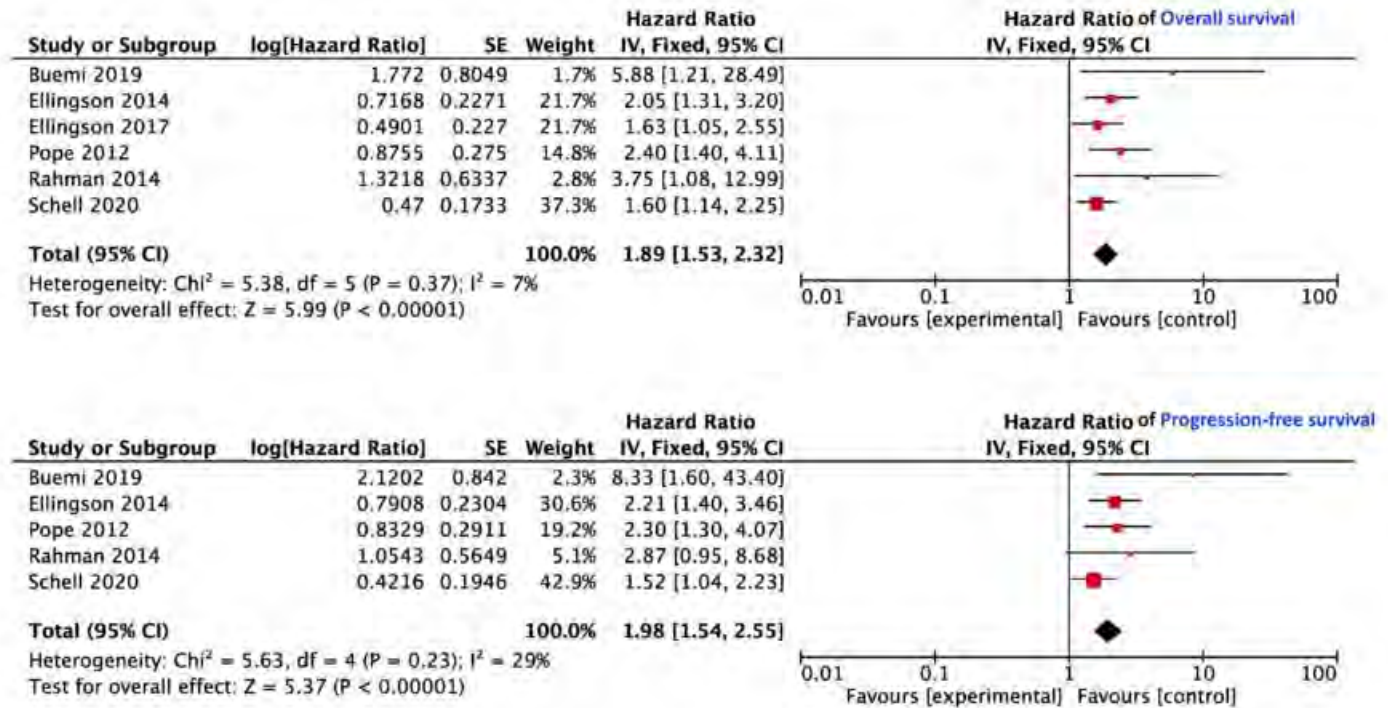 Hazard Ratio Hazard Ratio of Overall survival
Study or Subgroup log[Hazard Ratio] SE Weight IV, Fixed, 95% CI IV, Fixed, 95% CI
Buemi 2019 1.772 0.8049 1.7% 5.88 [1.21, 28.49]
Ellingson 2014 0.7168 0.2271 21.7% 2.05 [1.31, 3.20]
Ellingson 2017 0.4901 0.227 21.7% 1.63 [1.05, 2.55]
Pope 2012 0.8755 0.275 14.8% 2.40 [1.40, 4.11]
Rahman 2014 1.3218 0.6337 2.8% 3.75 [1.08, 12.99]
Schell 2020 0.47 0.1733 37.3% 1.60 [1.14, 2.25]
Total (95% CI) 100.0% 1.89 [1.53, 2.32]
Heterogeneity: Chi² = 5.38, df = 5 (P = 0.37); I² = 7%
Test for overall effect: Z = 5.99 (P < 0.00001)
0.01 0.1 1 10 100
Favours [experimental] Favours [control]
Hazard Ratio Hazard Ratio of Progression-free survival
Study or Subgroup log[Hazard Ratio] SE Weight IV, Fixed, 95% CI IV, Fixed, 95% CI
Buemi 2019 2.1202 0.842 2.3% 8.33 [1.60, 43.40]
Ellingson 2014 0.7908 0.2304 30.6% 2.21 [1.40, 3.46]
Pope 2012 0.8329 0.2911 19.2% 2.30 [1.30, 4.07]
Rahman 2014 1.0543 0.5649 5.1% 2.87 [0.95, 8.68]
Schell 2020 0.4216 0.1946 42.9% 1.52 [1.04, 2.23]
Total (95% CI) 100.0% 1.98 [1.54, 2.55]
Heterogeneity: Chi² = 5.63, df = 4 (P = 0.23); I² = 29%
Test for overall effect: Z = 5.37 (P < 0.00001)
0.01 0.1 1 10 100
Favours [experimental] Favours [control]